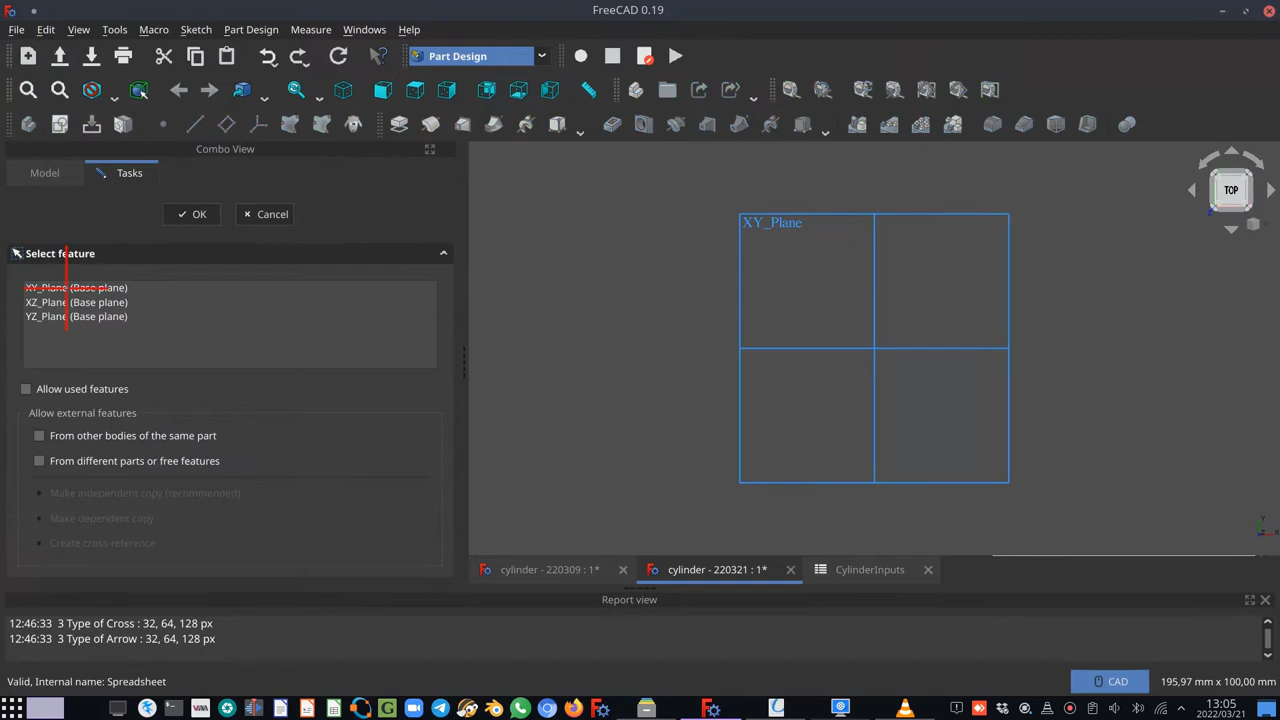 FreeCAD 0.19
File Edit View Tools Macro Sketch Part Design Measure Windows Help
Part Design
Combo View
Model Tasks
OK Cancel
TOP
Select feature
XY_Plane
XY_Plane (Base plane)
XZ_Plane (Base plane)
YZ_Plane (Base plane)
Allow used features
Allow external features
From other bodies of the same part
From different parts or free features
Make independent copy (recommended)
Make dependent copy
Create cross-reference
Y
Z
X
cylinder - 220309 : 1* cylinder - 220321 : 1* CylinderInputs
Report view
12:46:33 3 Type of Cross : 32, 64, 128 px
12:46:33 3 Type of Arrow : 32, 64, 128 px
Valid, Internal name: Spreadsheet CAD 195,97 mm x 100,00 mm
13:05
2022/03/21